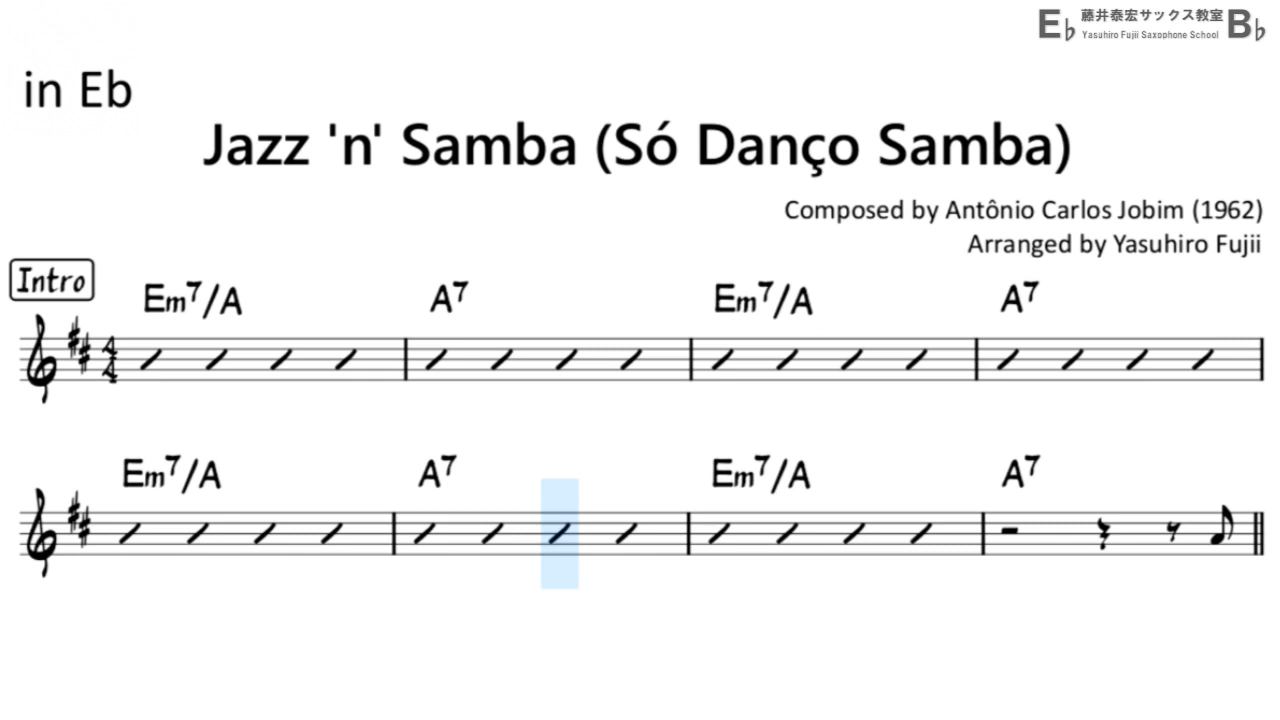 E♭ 藤井泰宏サックス教室 B♭
Yasuhiro Fujii Saxophone School
in Eb
Jazz 'n' Samba (Só Danço Samba)
Composed by Antônio Carlos Jobim (1962)
Arranged by Yasuhiro Fujii
Intro
Em7/A A7 Em7/A A7
4
4
Em7/A A7 Em7/A A7